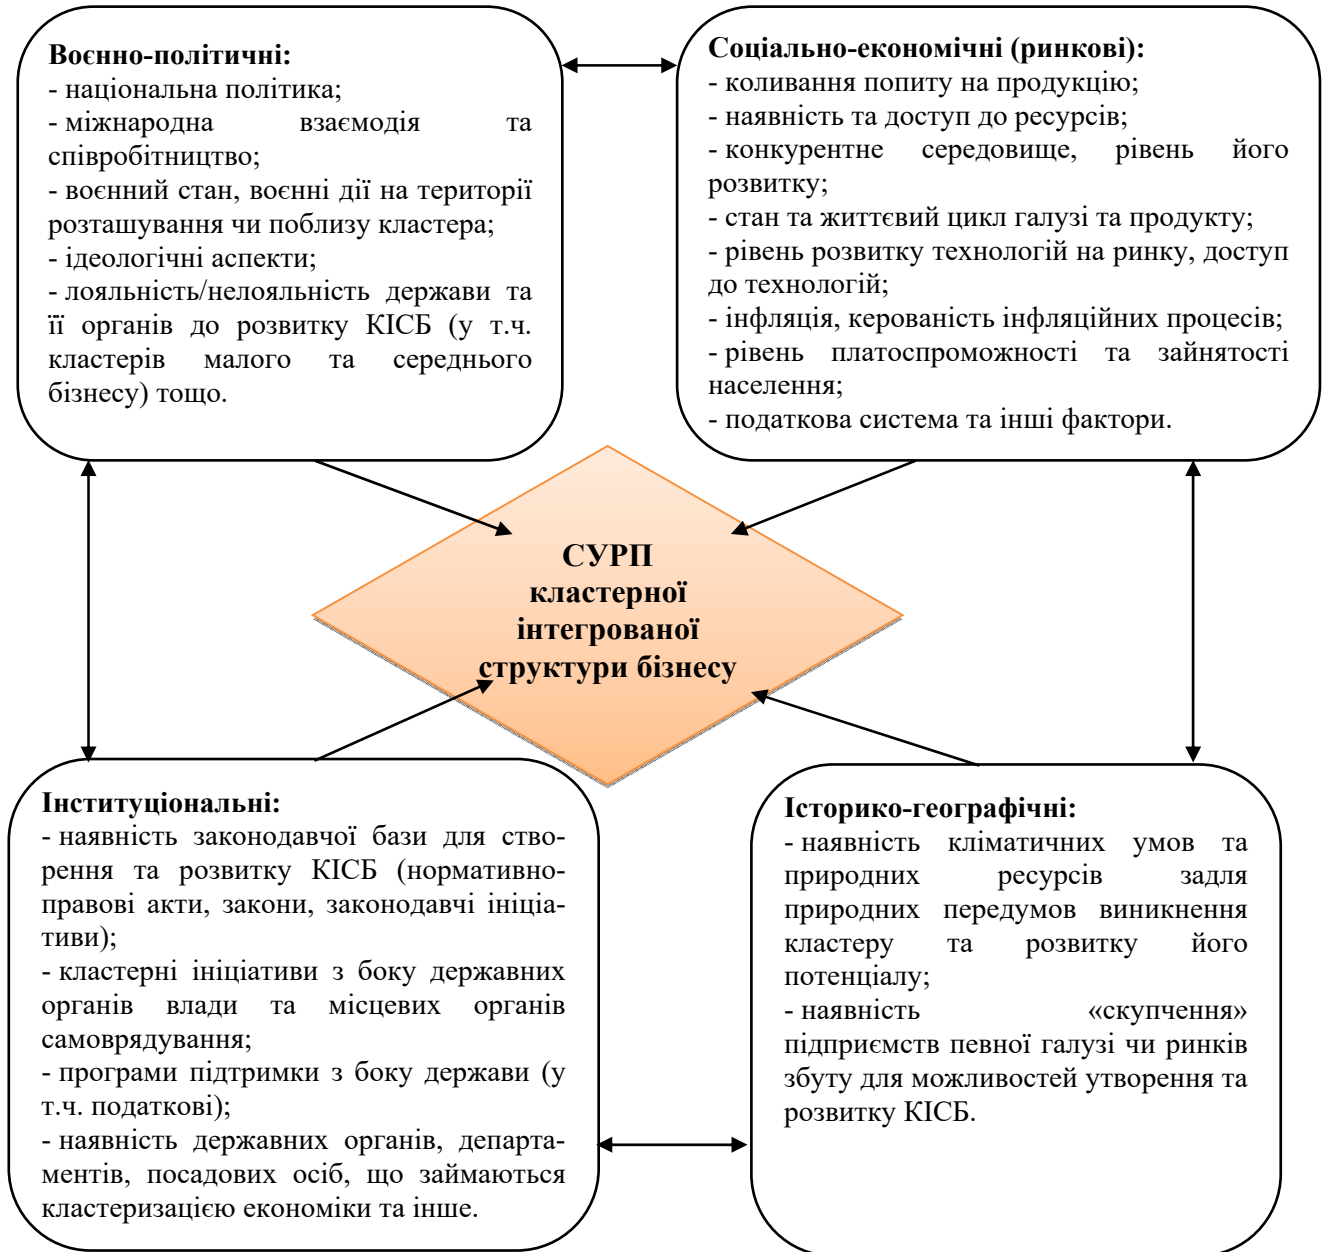 Воєнно-політичні:
- національна політика;
- міжнародна взаємодія та
співробітництво;
- воєнний стан, воєнні дії на території
розташування чи поблизу кластера;
- ідеологічні аспекти;
- лояльність/нелояльність держави та
її органів до розвитку КІСБ (у т.ч.
кластерів малого та середнього
бізнесу) тощо.
Соціально-економічні (ринкові):
- коливання попиту на продукцію;
- наявність та доступ до ресурсів;
- конкурентне середовище, рівень його
розвитку;
- стан та життєвий цикл галузі та продукту;
- рівень розвитку технологій на ринку, доступ
до технологій;
- інфляція, керованість інфляційних процесів;
- рівень платоспроможності та зайнятості
населення;
- податкова система та інші фактори.
СУРП
кластерної
інтегрованої
структури бізнесу
Інституціональні:
- наявність законодавчої бази для ство-
рення та розвитку КІСБ (нормативно-
правові акти, закони, законодавчі ініціа-
тиви);
- кластерні ініціативи з боку державних
органів влади та місцевих органів
самоврядування;
- програми підтримки з боку держави (у
т.ч. податкові);
- наявність державних органів, департа-
ментів, посадових осіб, що займаються
кластеризацією економіки та інше.
Історико-географічні:
- наявність кліматичних умов та
природних ресурсів задля
природних передумов виникнення
кластеру та розвитку його
потенціалу;
- наявність «скупчення»
підприємств певної галузі чи ринків
збуту для можливостей утворення та
розвитку КІСБ.